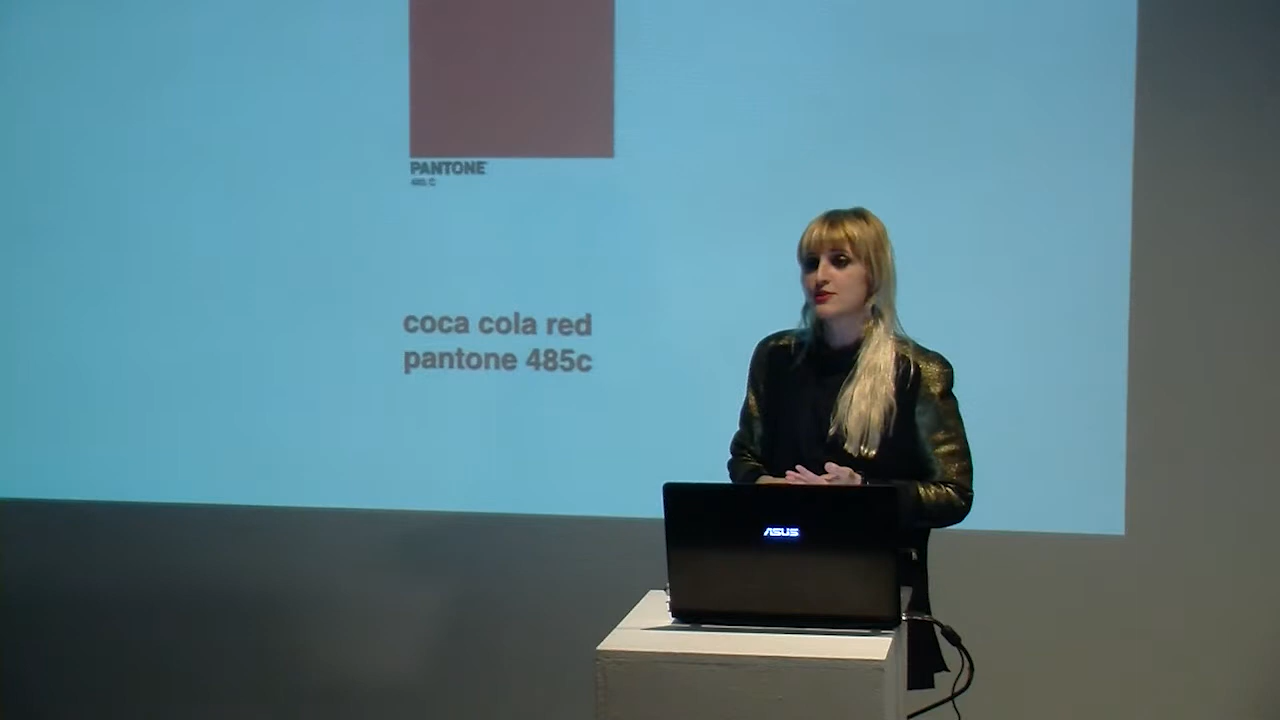 PANTONE
485 C
coca cola red
pantone 485c
ASUS